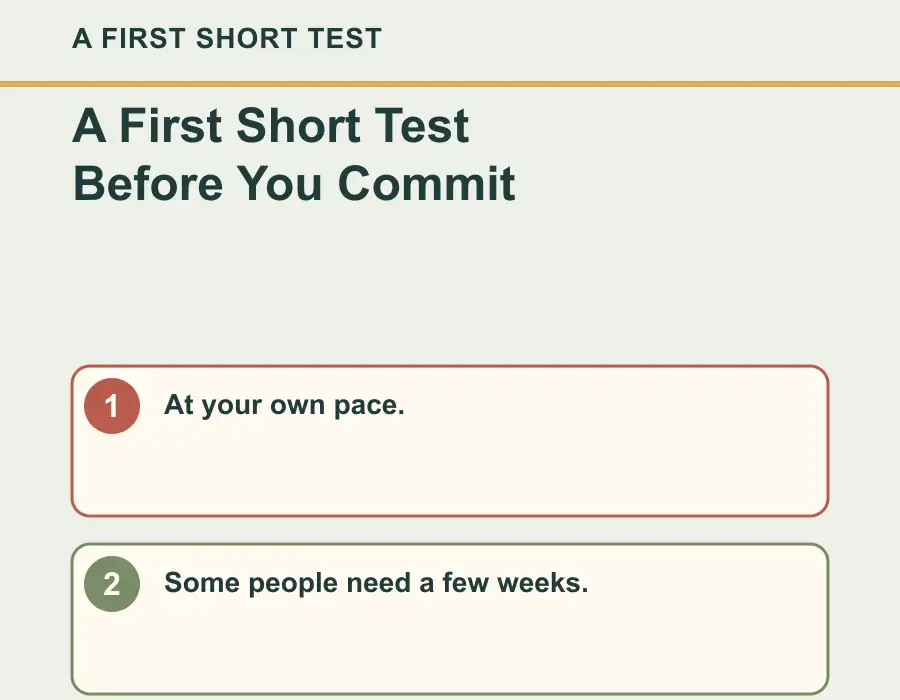 A FIRST SHORT TEST
A First Short Test
Before You Commit
1 At your own pace.
2 Some people need a few weeks.